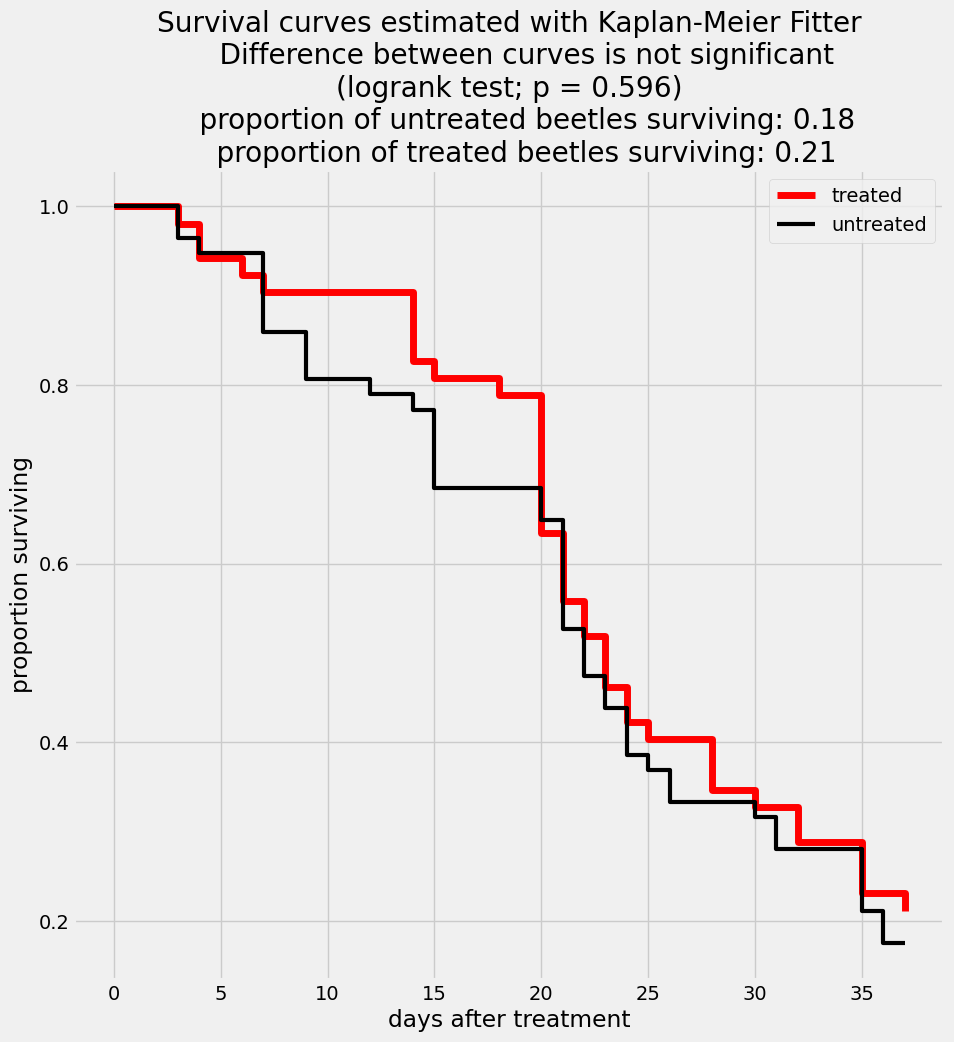 Survival curves estimated with Kaplan-Meier Fitter
Difference between curves is not significant
(logrank test; p = 0.596)
proportion of untreated beetles surviving: 0.18
proportion of treated beetles surviving: 0.21
treated
untreated
1.0
0.8
0.6
0.4
0.2
proportion surviving
0 5 10 15 20 25 30 35
days after treatment